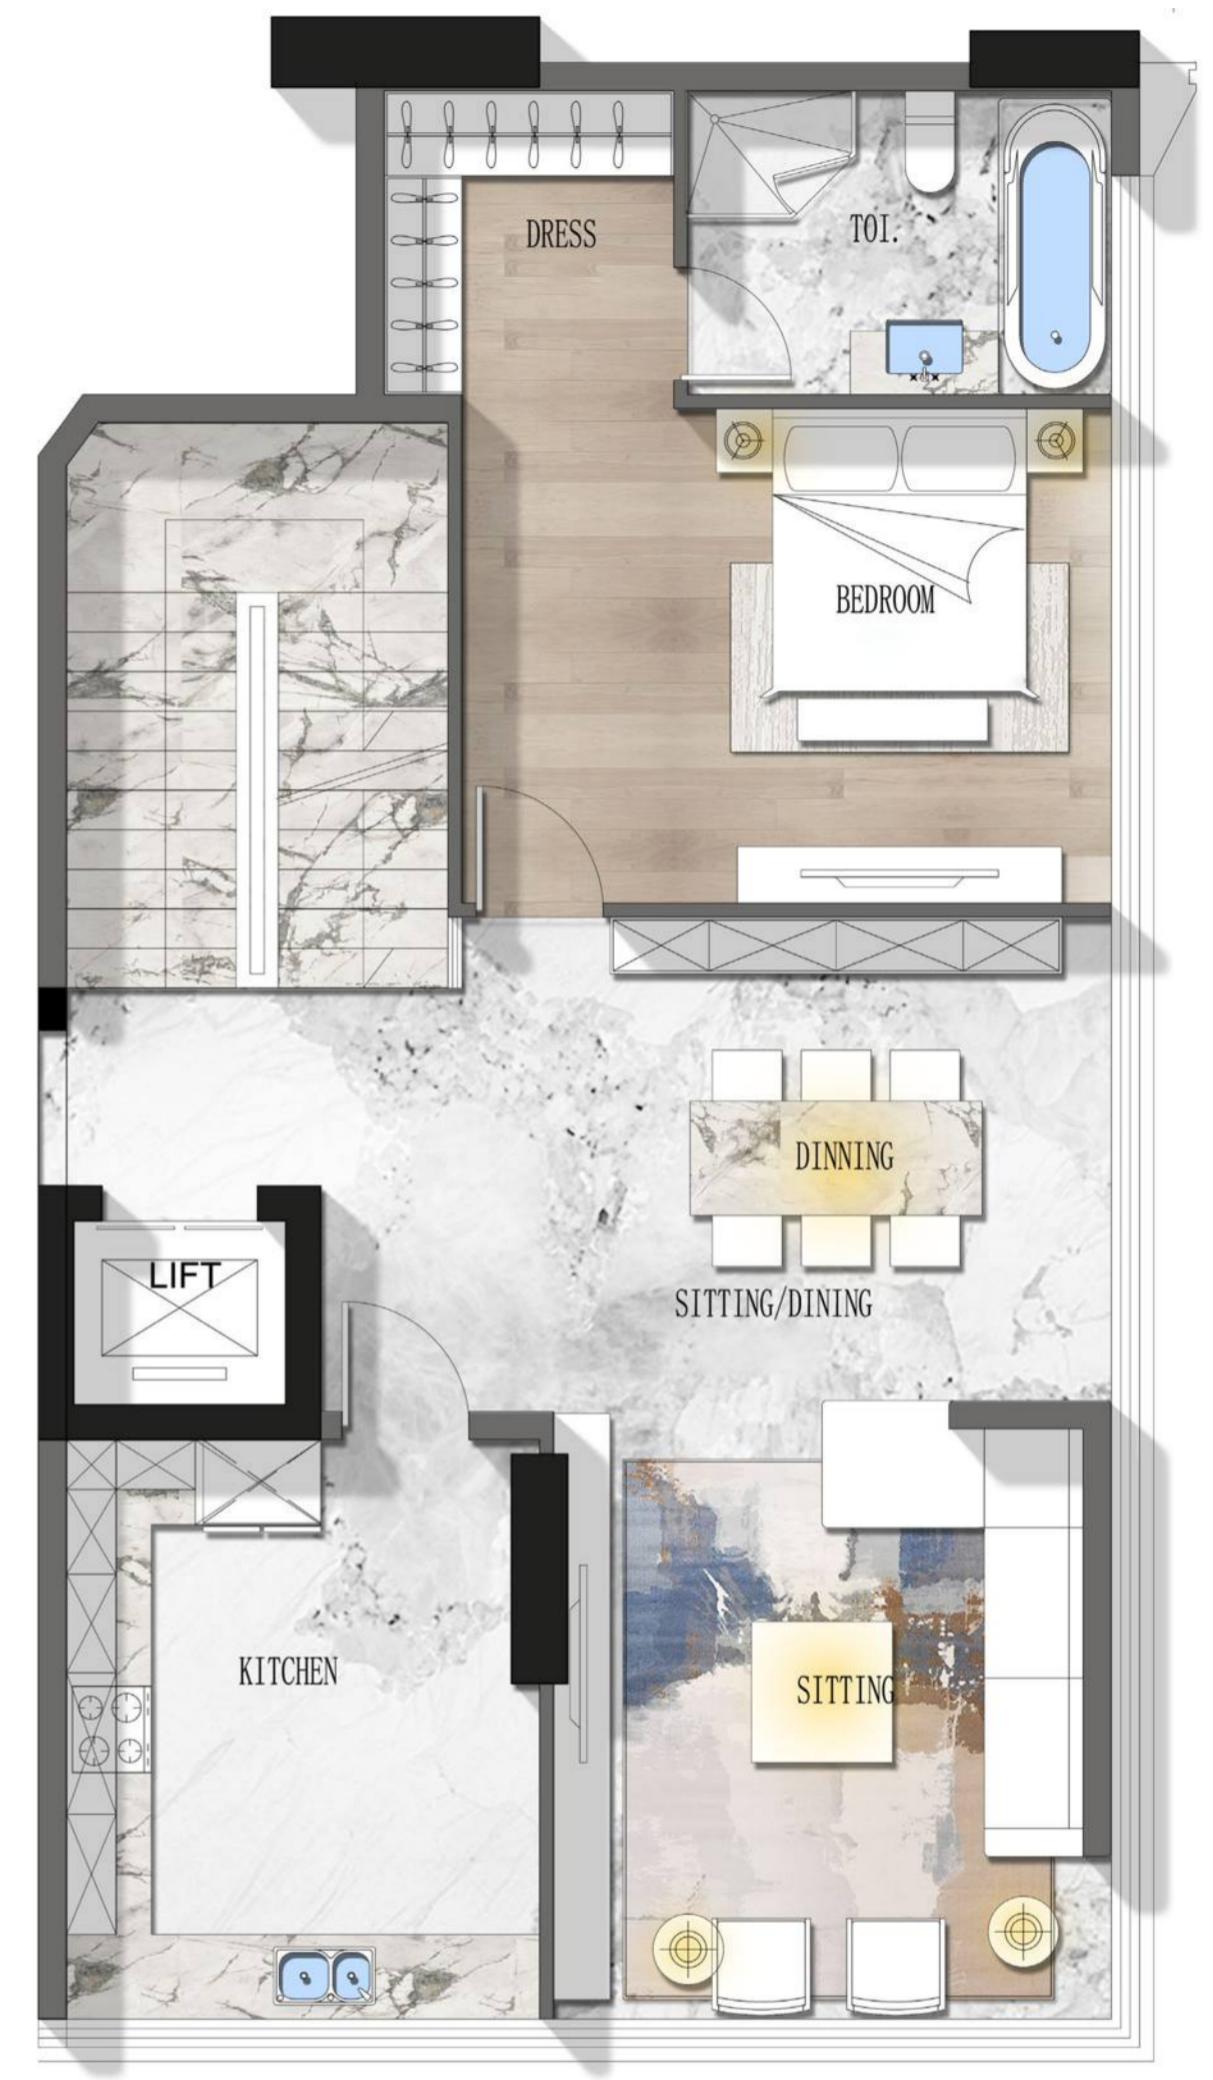 DRESS
TOI.
BEDROOM
DINNING
LIFT
SITTING/DINING
KITCHEN
SITTING